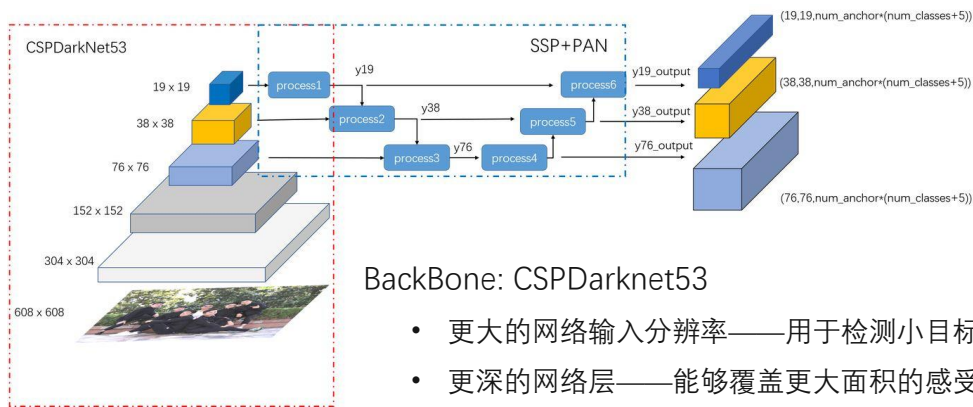 CSPDarkNet53
19 x 19
38 x 38
76 x 76
152 x 152
304 x 304
608 x 608
SSP+PAN
process1
y19
process2
y38
process3
y76
process4
process5
process6
y19_output
y38_output
y76_output
(19,19,num_anchor*(num_classes+5))
(38,38,num_anchor*(num_classes+5))
(76,76,num_anchor*(num_classes+5))
BackBone: CSPDarknet53
• 更大的网络输入分辨率——用于检测小目标
• 更深的网络层——能够覆盖更大面积的感受